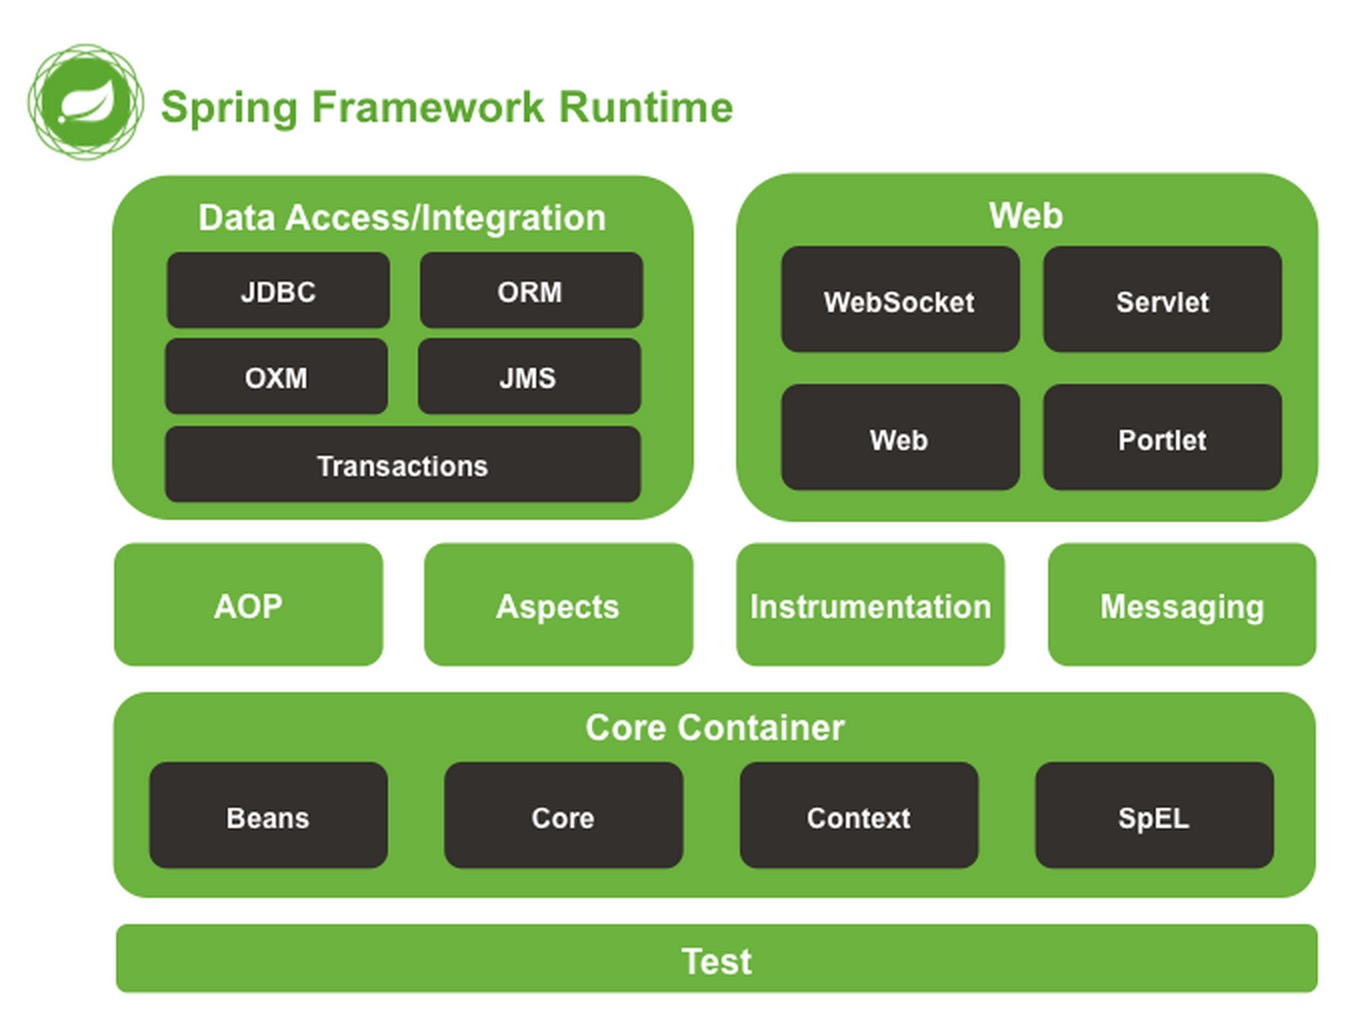 Spring Framework Runtime
Data Access/Integration
JDBC
ORM
OXM
JMS
Transactions
Web
WebSocket
Servlet
Web
Portlet
AOP
Aspects
Instrumentation
Messaging
Core Container
Beans
Core
Context
SpEL
Test